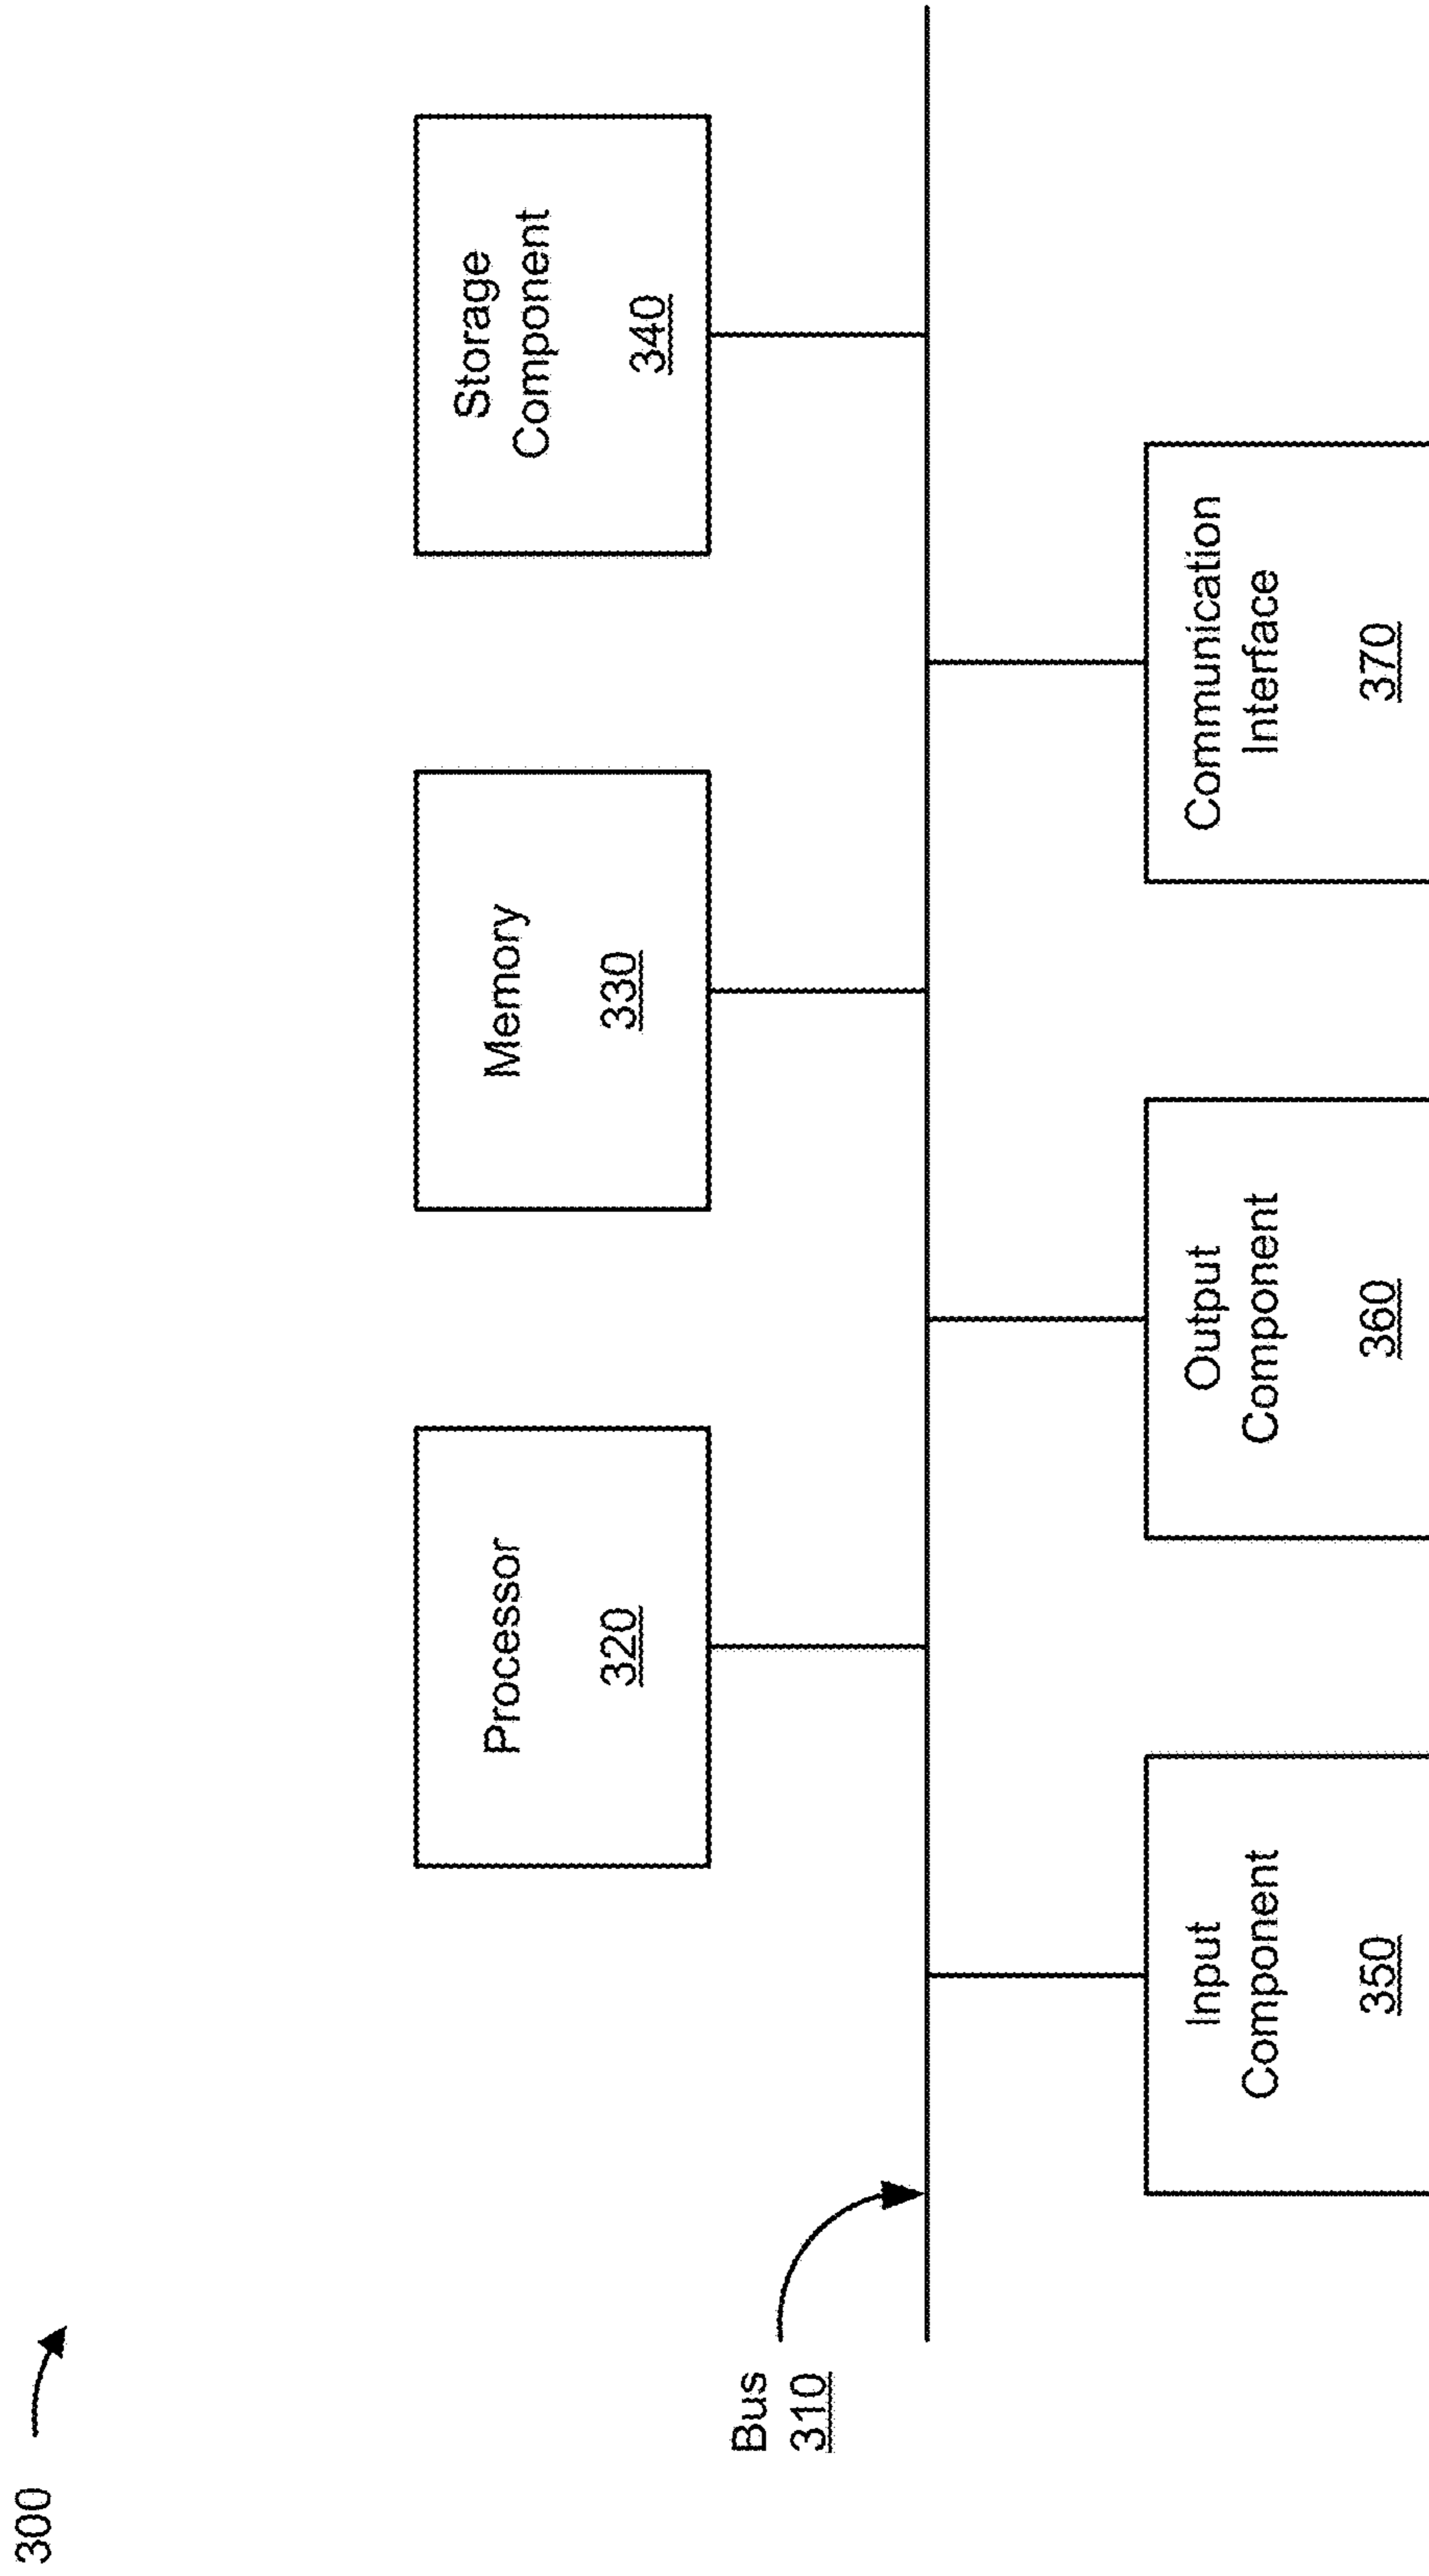 300
Processor
320
Memory
330
Storage
Component
340
Bus
310
Input
Component
350
Output
Component
360
Communication
Interface
370